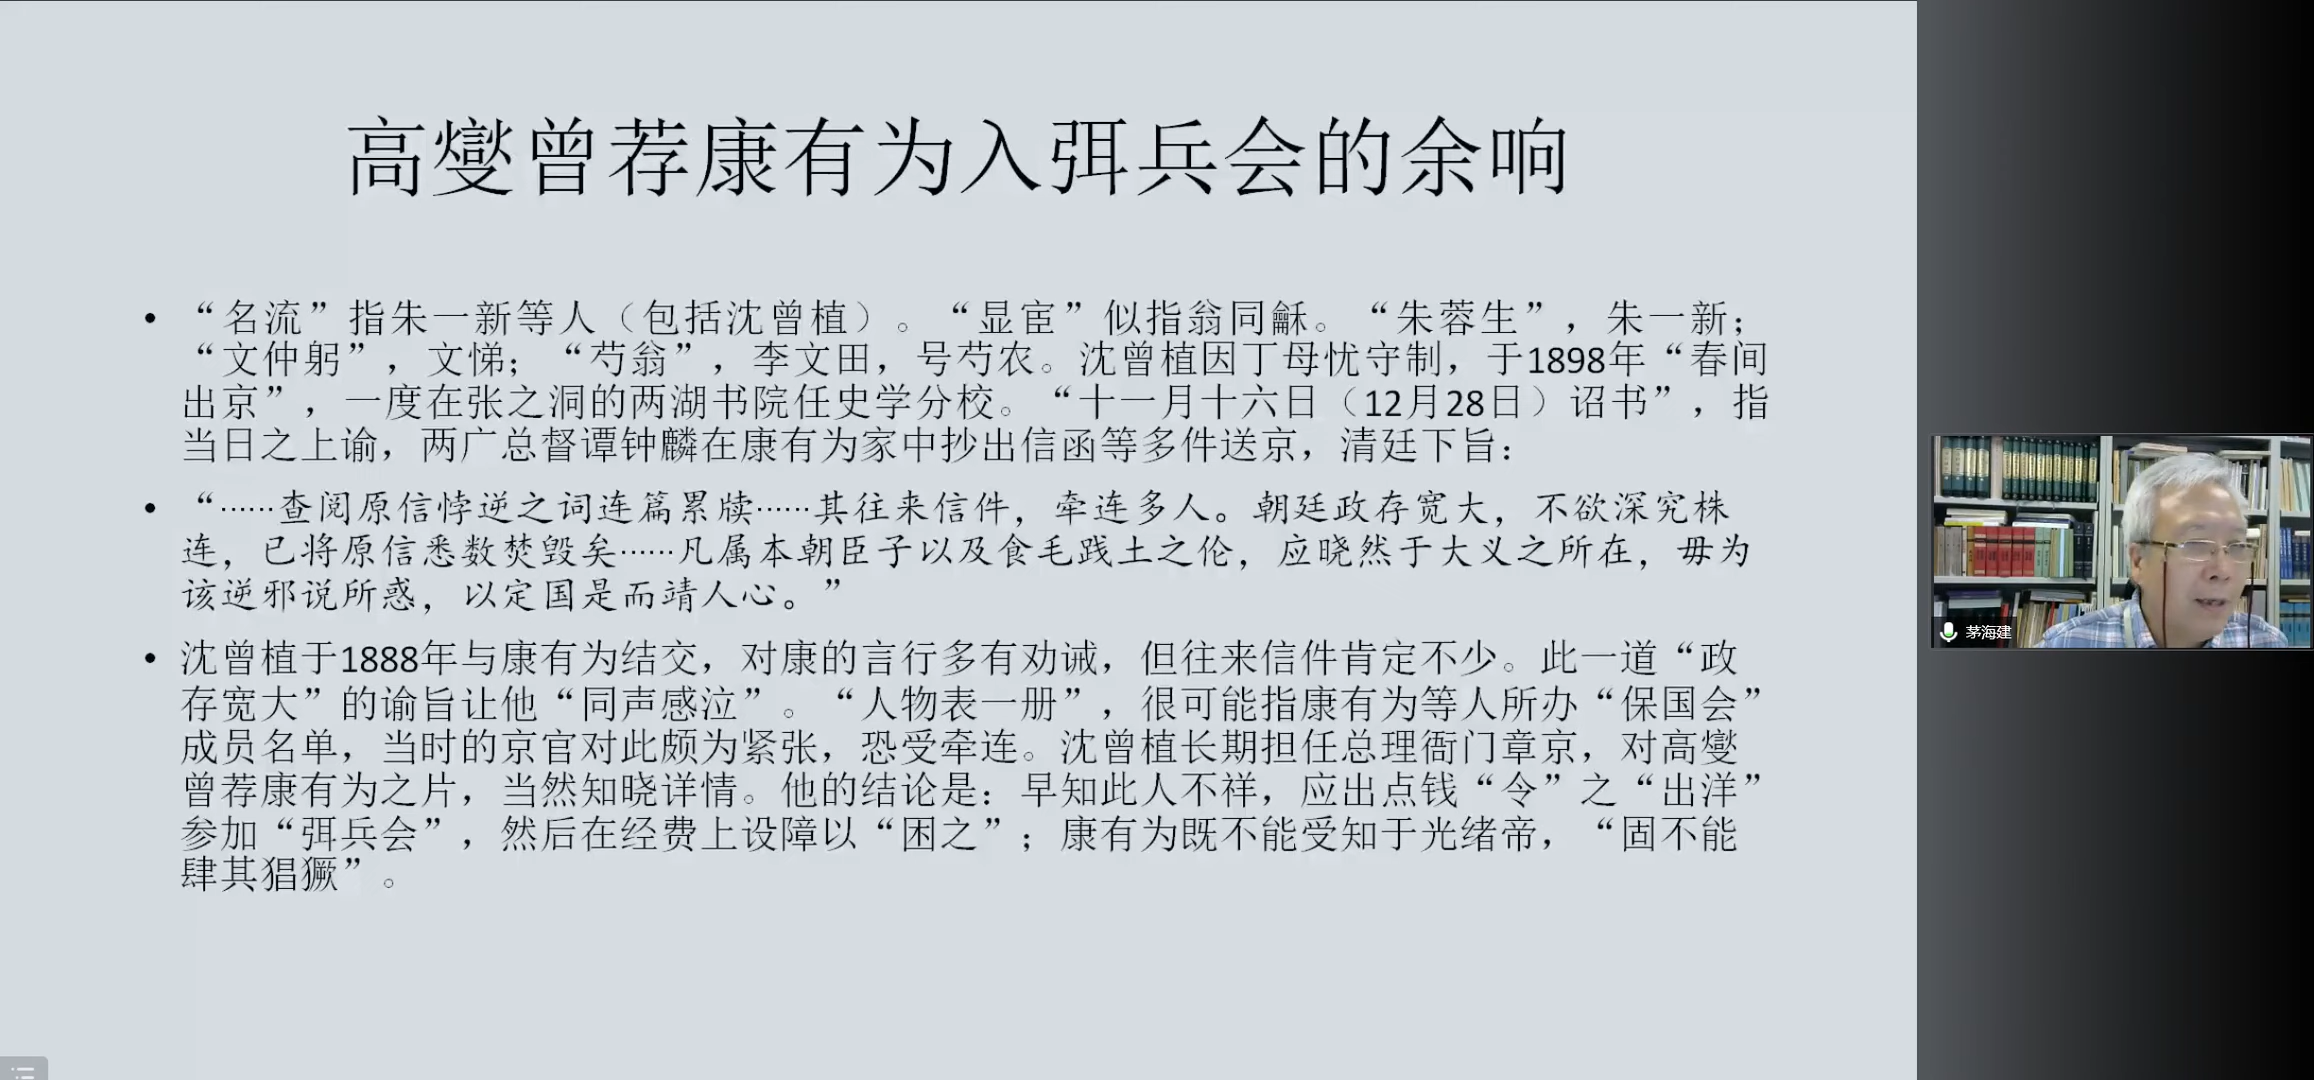 高燮曾荐康有为入弭兵会的余响
• “名流”指朱一新等人（包括沈曾植）。“显宦”似指翁同龢。“朱蓉生”，朱一新；
“文仲躬”，文悌；“芍翁”，李文田，号芍农。沈曾植因丁母忧守制，于1898年“春间
出京”，一度在张之洞的两湖书院任史学分校。“十一月十六日（12月28日）诏书”，指
当日之上谕，两广总督谭钟麟在康有为家中抄出信函等多件送京，清廷下旨：
• “……查阅原信悖逆之词连篇累牍……其往来信件，牵连多人。朝廷政存宽大，不欲深究株
连，已将原信悉数焚毁矣……凡属本朝臣子以及食毛践土之伦，应晓然于大义之所在，毋为
该逆邪说所惑，以定国是而靖人心。”
• 沈曾植于1888年与康有为结交，对康的言行多有劝诫，但往来信件肯定不少。此一道“政
存宽大”的谕旨让他“同声感泣”。“人物表一册”，很可能指康有为等人所办“保国会”
成员名单，当时的京官对此颇为紧张，恐受牵连。沈曾植长期担任总理衙门章京，对高燮
曾荐康有为之片，当然知晓详情。他的结论是：早知此人不祥，应出点钱“令”之“出洋”
参加“弭兵会”，然后在经费上设障以“困之”；康有为既不能受知于光绪帝，“固不能
肆其猖獗”。
茅海建